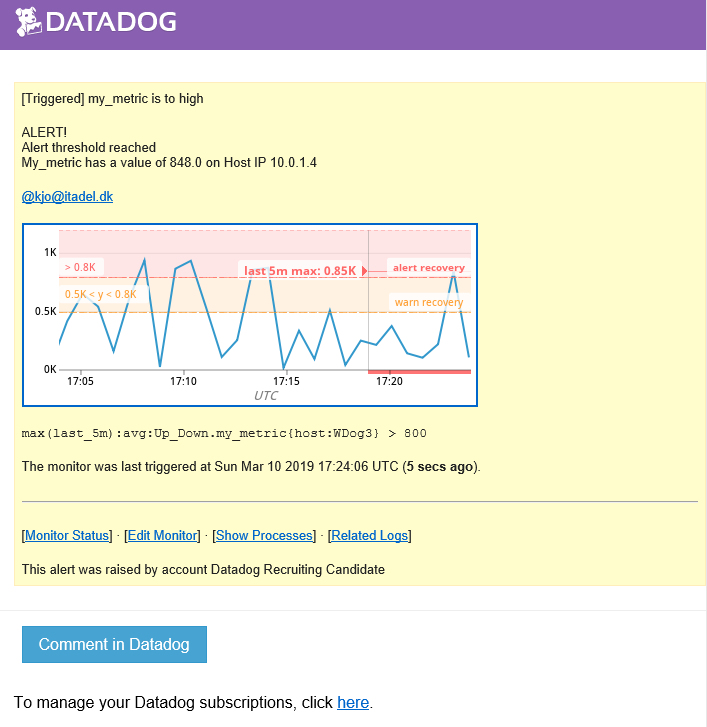 DATADOG
[Triggered] my_metric is to high
ALERT!
Alert threshold reached
My_metric has a value of 848.0 on Host IP 10.0.1.4
@kjo@itadel.dk
1K
> 0.8K
last 5m max: 0.85K
alert recovery
0.5K < y < 0.8K
warn recovery
0.5K
0K
17:05 17:10 17:15 17:20
UTC
max(last_5m):avg:Up_Down.my_metric{host:WDog3} > 800
The monitor was last triggered at Sun Mar 10 2019 17:24:06 UTC (5 secs ago).
[Monitor Status] · [Edit Monitor] · [Show Processes] · [Related Logs]
This alert was raised by account Datadog Recruiting Candidate
Comment in Datadog
To manage your Datadog subscriptions, click here.